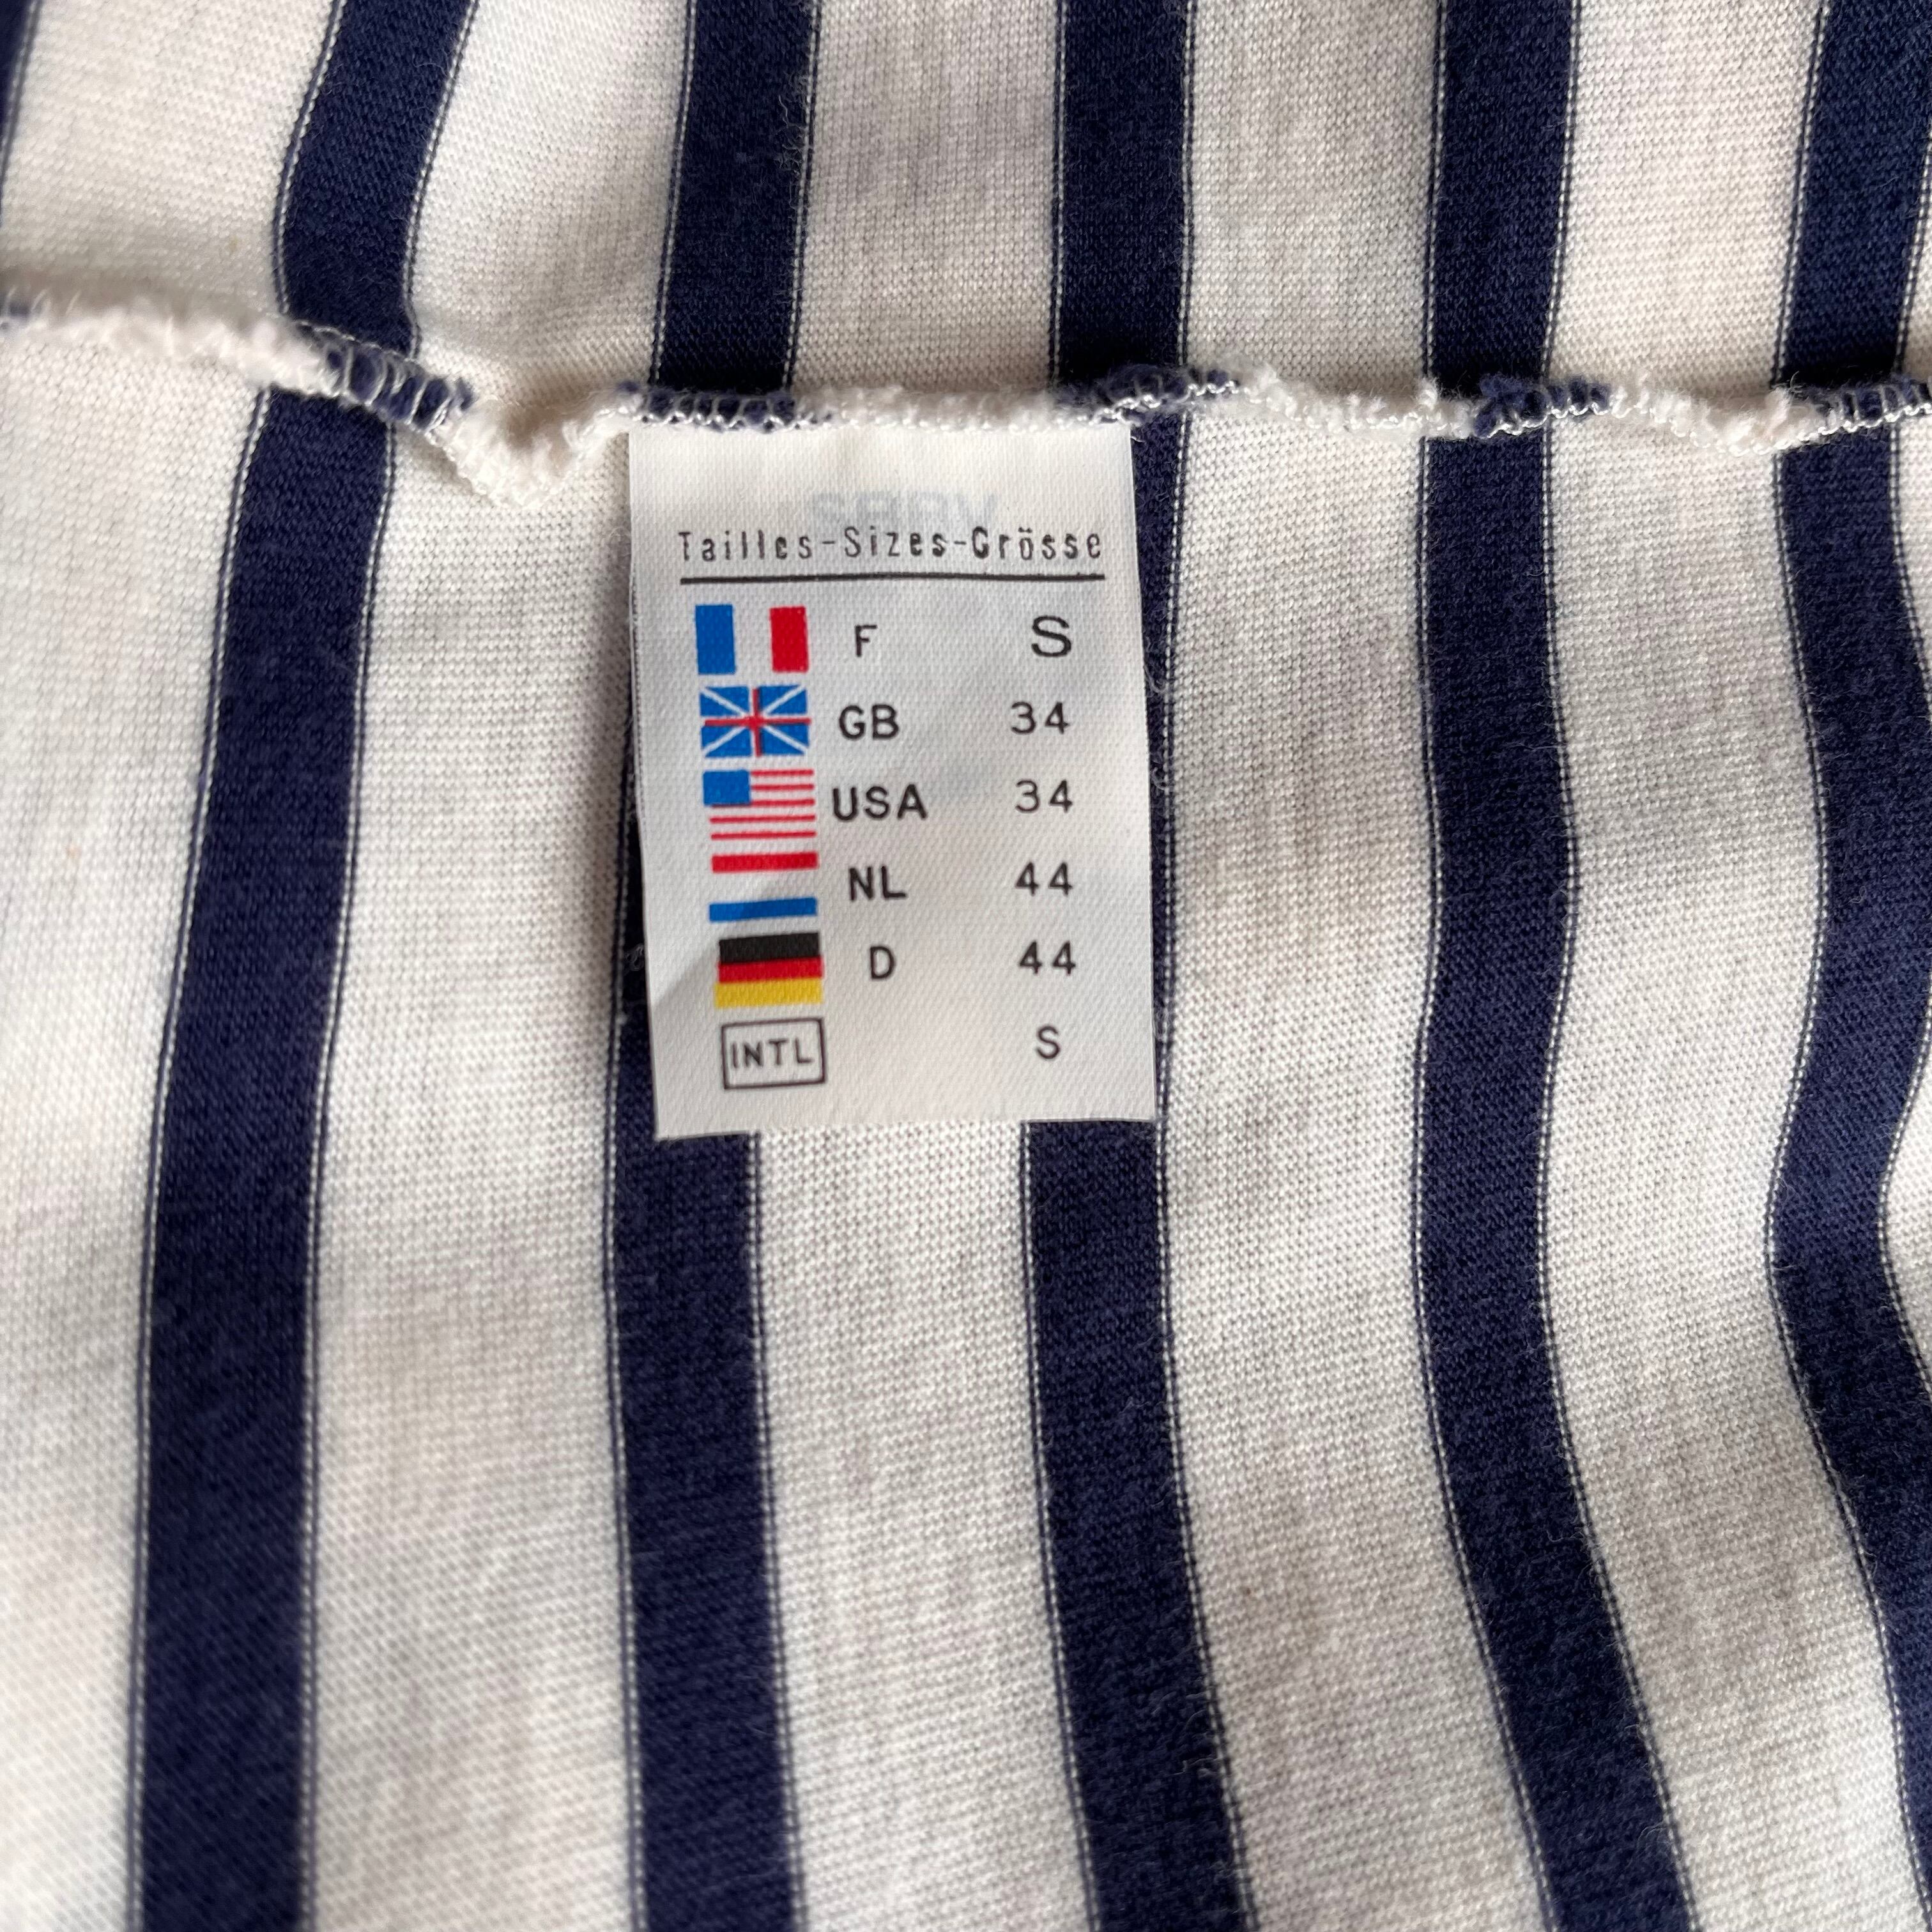 Tailles-Sizes-Grösse
F S
GB 34
USA 34
NL 44
D 44
INTL S